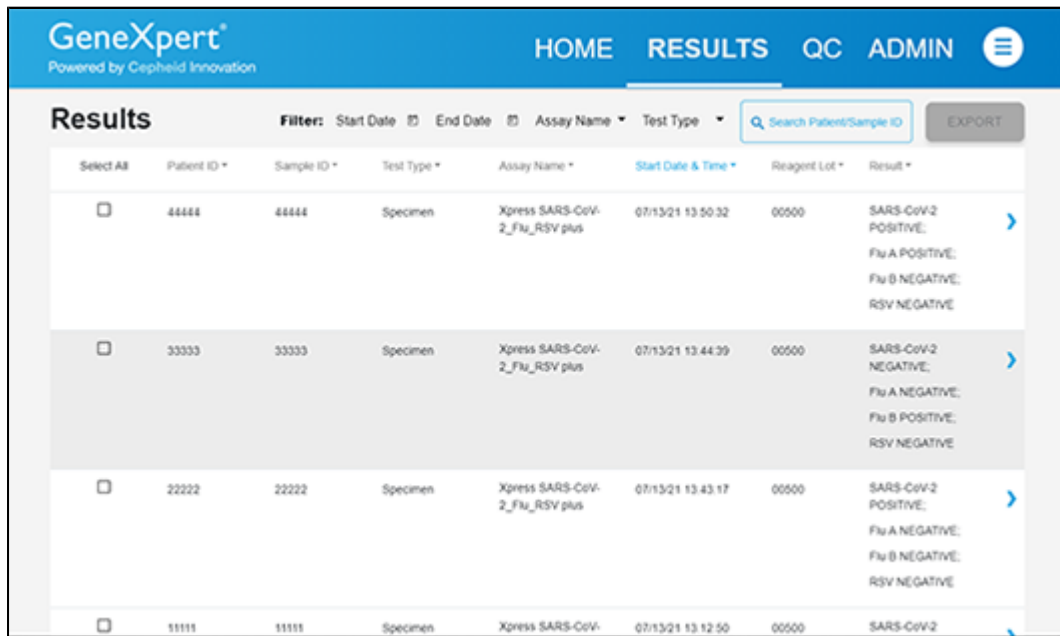 GeneXpert®
Powered by Cepheid Innovation
HOME RESULTS QC ADMIN
Results
Filter: Start Date End Date Assay Name Test Type Search Patient/Sample ID EXPORT
Select All Patient ID Sample ID Test Type Assay Name Start Date & Time Reagent Lot Result
44444 44444 Specimen Xpress SARS-CoV- 07/13/21 13:50:32 00500 SARS-CoV-2
2_Flu_RSV plus POSITIVE;
Flu A POSITIVE;
Flu B NEGATIVE;
RSV NEGATIVE
33333 33333 Specimen Xpress SARS-CoV- 07/13/21 13:44:39 00500 SARS-CoV-2
2_Flu_RSV plus NEGATIVE;
Flu A NEGATIVE;
Flu B POSITIVE;
RSV NEGATIVE
22222 22222 Specimen Xpress SARS-CoV- 07/13/21 13:43:17 00500 SARS-CoV-2
2_Flu_RSV plus POSITIVE;
Flu A NEGATIVE;
Flu B NEGATIVE;
RSV NEGATIVE
11111 11111 Specimen Xpress SARS-CoV- 07/13/21 13:12:50 00500 SARS-CoV-2